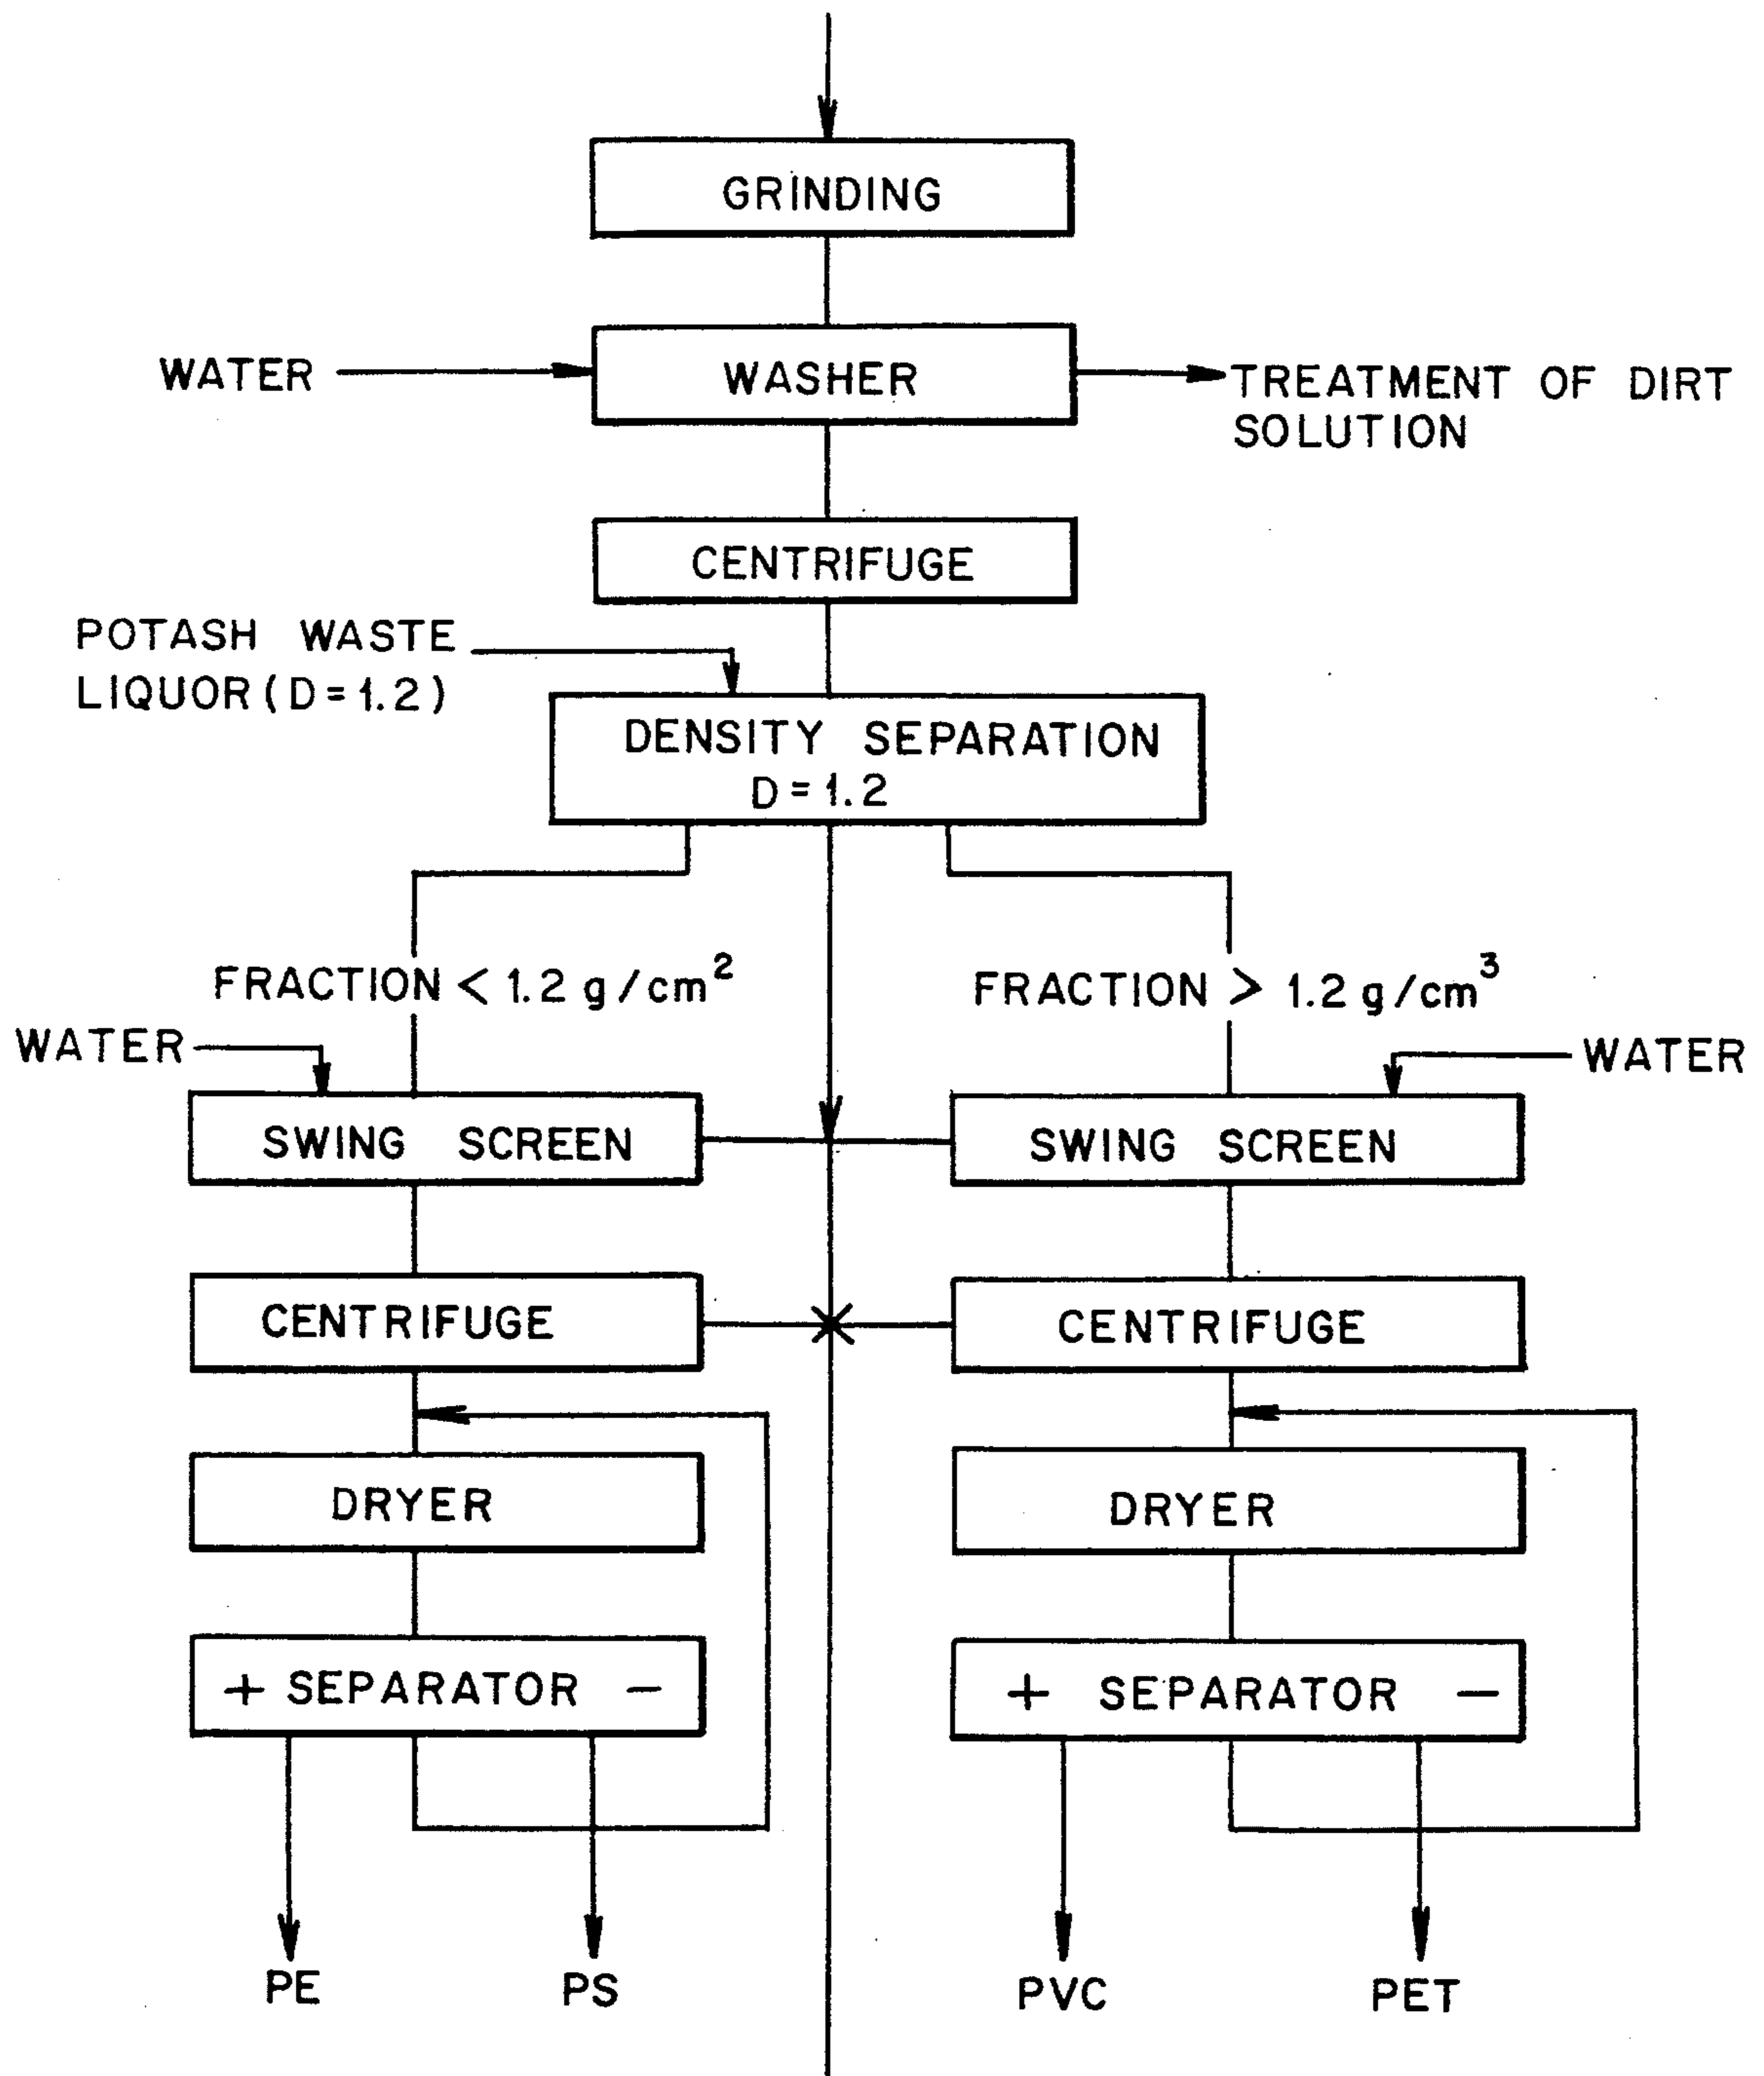 GRINDING
WATER
WASHER
TREATMENT OF DIRT
SOLUTION
CENTRIFUGE
POTASH WASTE
LIQUOR (D=1.2)
DENSITY SEPARATION
D=1.2
FRACTION < 1.2 g/cm²
FRACTION > 1.2 g/cm³
WATER
WATER
SWING SCREEN
SWING SCREEN
CENTRIFUGE
CENTRIFUGE
DRYER
DRYER
+ SEPARATOR −
+ SEPARATOR −
PE
PS
PVC
PET